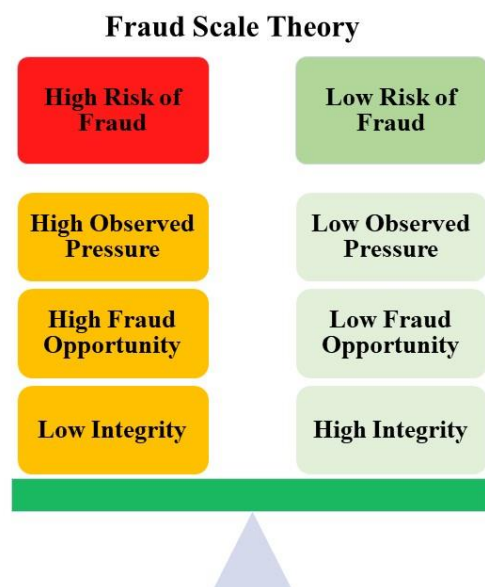 Fraud Scale Theory
High Risk of
Fraud
Low Risk of
Fraud
High Observed
Pressure
Low Observed
Pressure
High Fraud
Opportunity
Low Fraud
Opportunity
Low Integrity
High Integrity